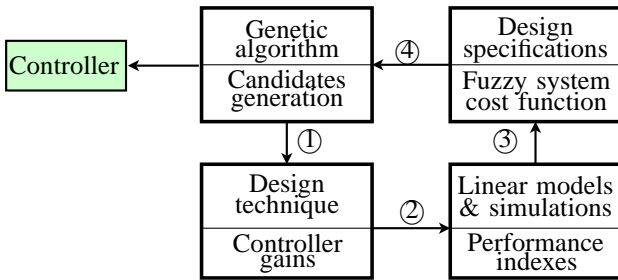 Controller
Genetic
algorithm
Candidates
generation
④
Design
specifications
Fuzzy system
cost function
①
③
Design
technique
Controller
gains
②
Linear models
& simulations
Performance
indexes